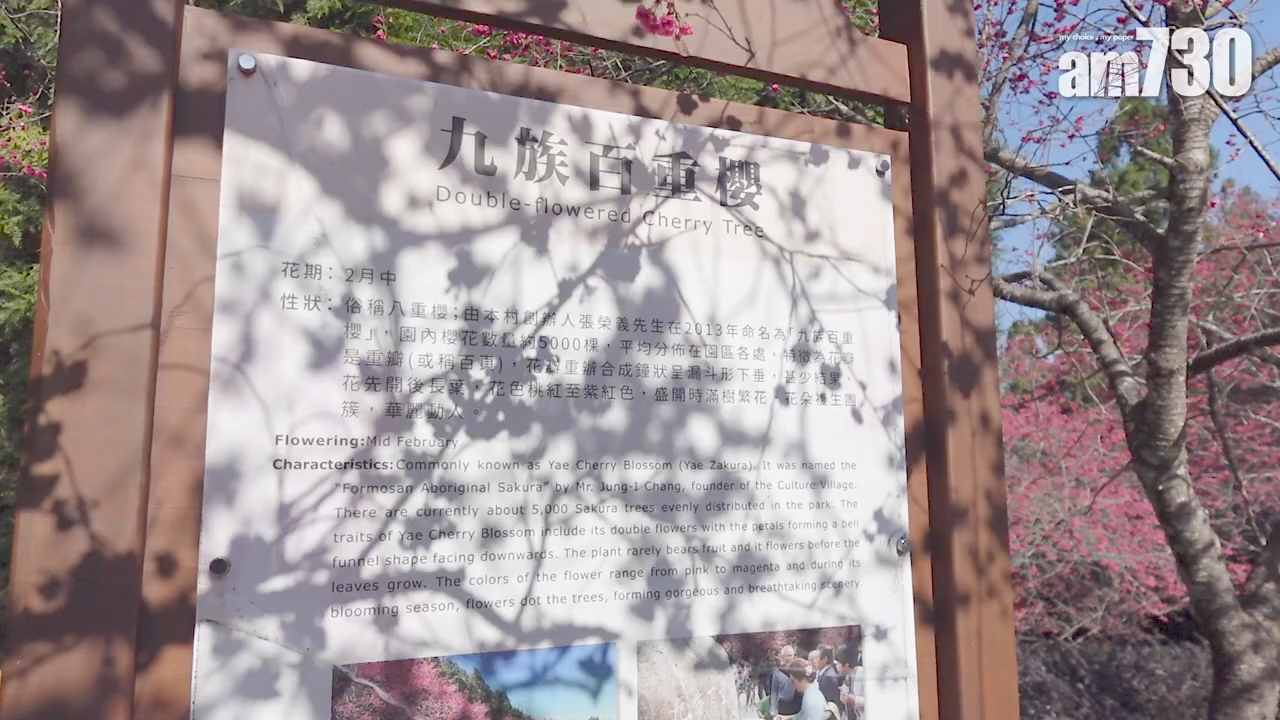 my choice . my paper
am730
九族百重櫻
Double-flowered Cherry Tree
花期：2月中
性狀：俗稱八重櫻；由本村創辦人張榮義先生在2013年命名為「九族百重
櫻」，園內櫻花數量約5000棵，平均分佈在園區各處，特徵為花瓣
是重瓣(或稱百重)，花瓣重瓣合成鐘狀呈漏斗形下垂，甚少結果，
花先開後長葉，花色桃紅至紫紅色，盛開時滿樹繁花，花朵複生團
簇，華麗動人。
Flowering:Mid February
Characteristics:Commonly known as Yae Cherry Blossom (Yae Zakura). It was named the
"Formosan Aboriginal Sakura" by Mr. Jung-I Chang, founder of the Culture Village.
There are currently about 5,000 Sakura trees evenly distributed in the park. The
traits of Yae Cherry Blossom include its double flowers with the petals forming a bell
funnel shape facing downwards. The plant rarely bears fruit and it flowers before the
leaves grow. The colors of the flower range from pink to magenta and during its
blooming season, flowers dot the trees, forming gorgeous and breathtaking scenery.